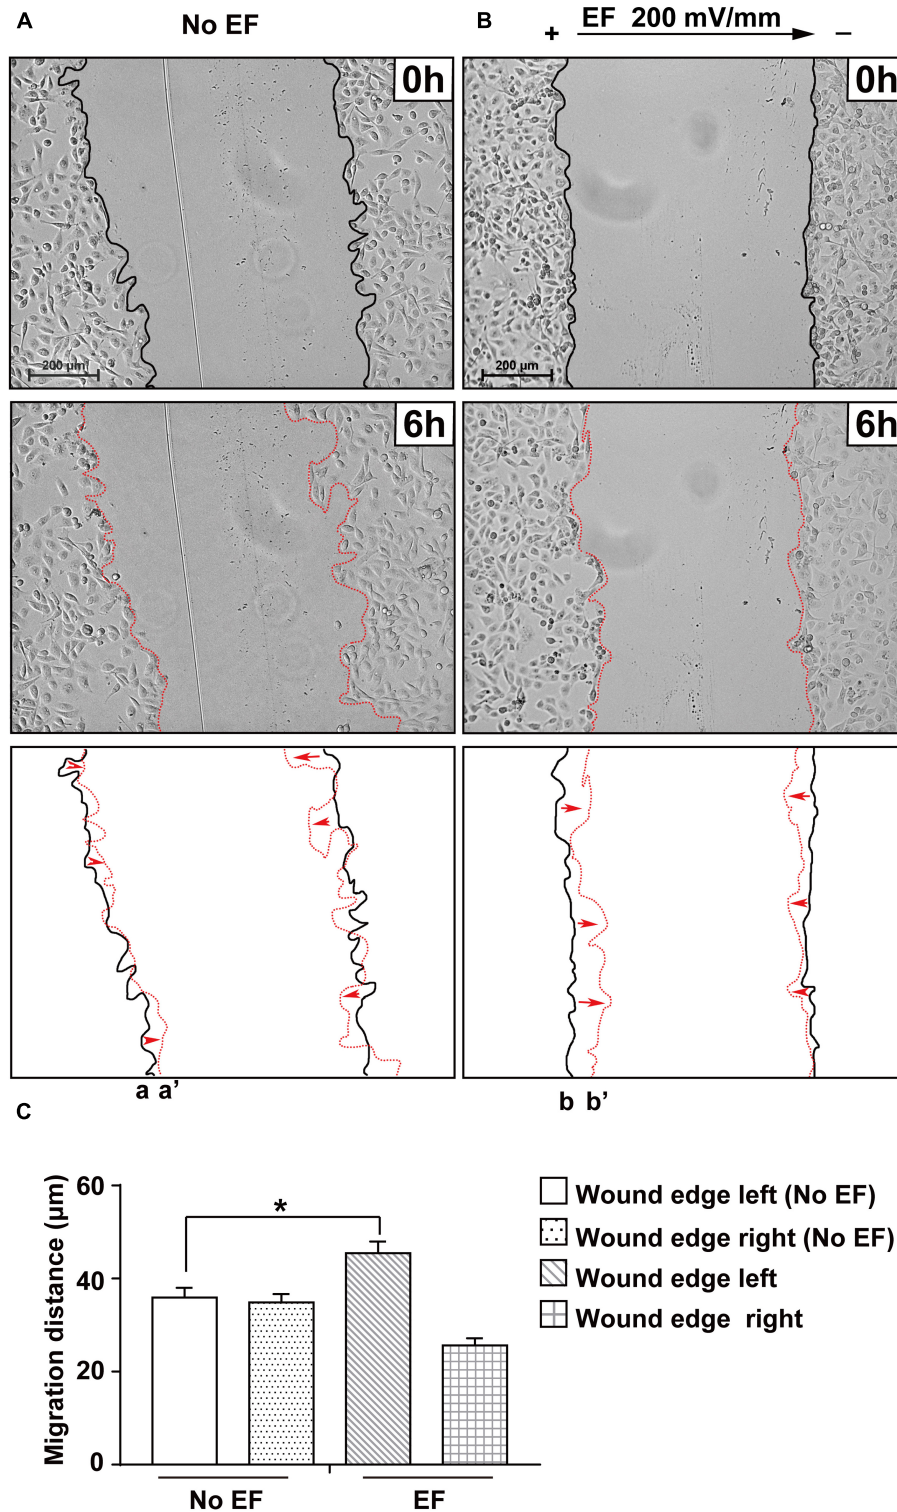 A
No EF
B
EF 200 mV/mm
+ −
0h
200 µm
0h
200 µm
6h
6h
a a’
b b’
C
Migration distance (µm)
60
40
20
0
*
No EF
EF
Wound edge left (No EF)
Wound edge right (No EF)
Wound edge left
Wound edge right